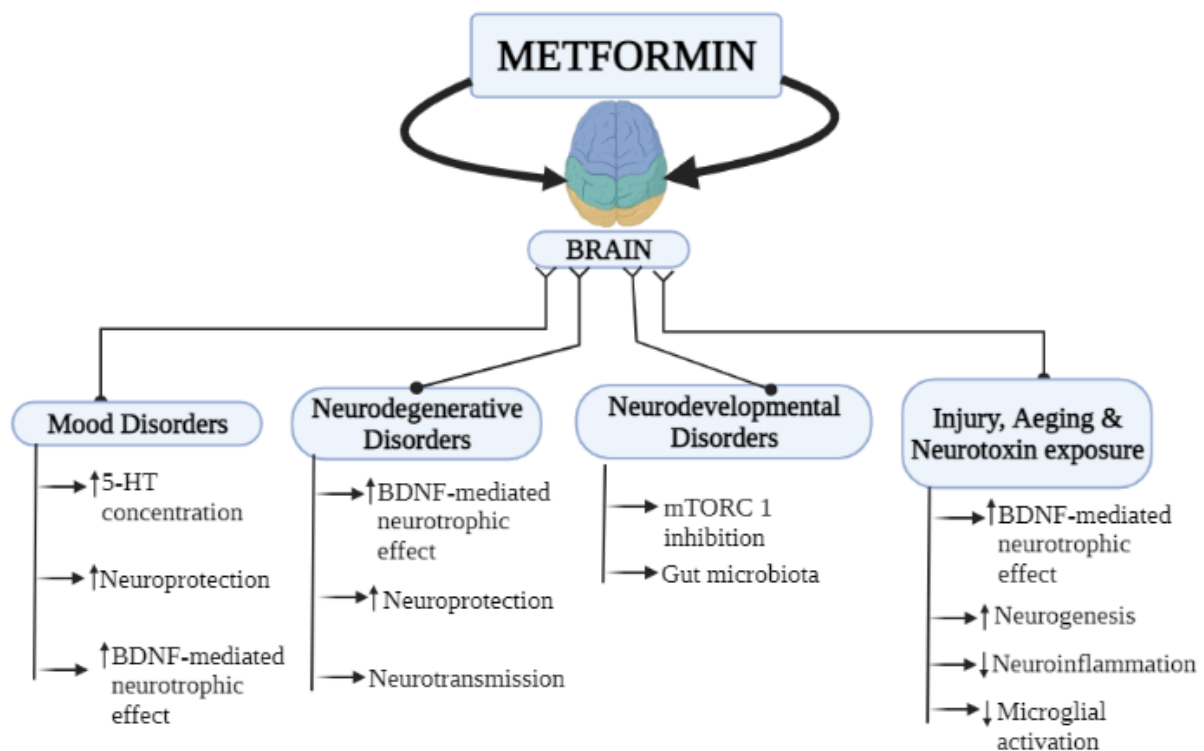 METFORMIN
BRAIN
Mood Disorders
↑5-HT
concentration
↑Neuroprotection
↑BDNF-mediated
neurotrophic
effect
Neurodegenerative
Disorders
↑BDNF-mediated
neurotrophic
effect
↑ Neuroprotection
Neurotransmission
Neurodevelopmental
Disorders
mTORC 1
inhibition
Gut microbiota
Injury, Aeging &
Neurotoxin exposure
↑BDNF-mediated
neurotrophic
effect
↑ Neurogenesis
↓Neuroinflammation
↓ Microglial
activation